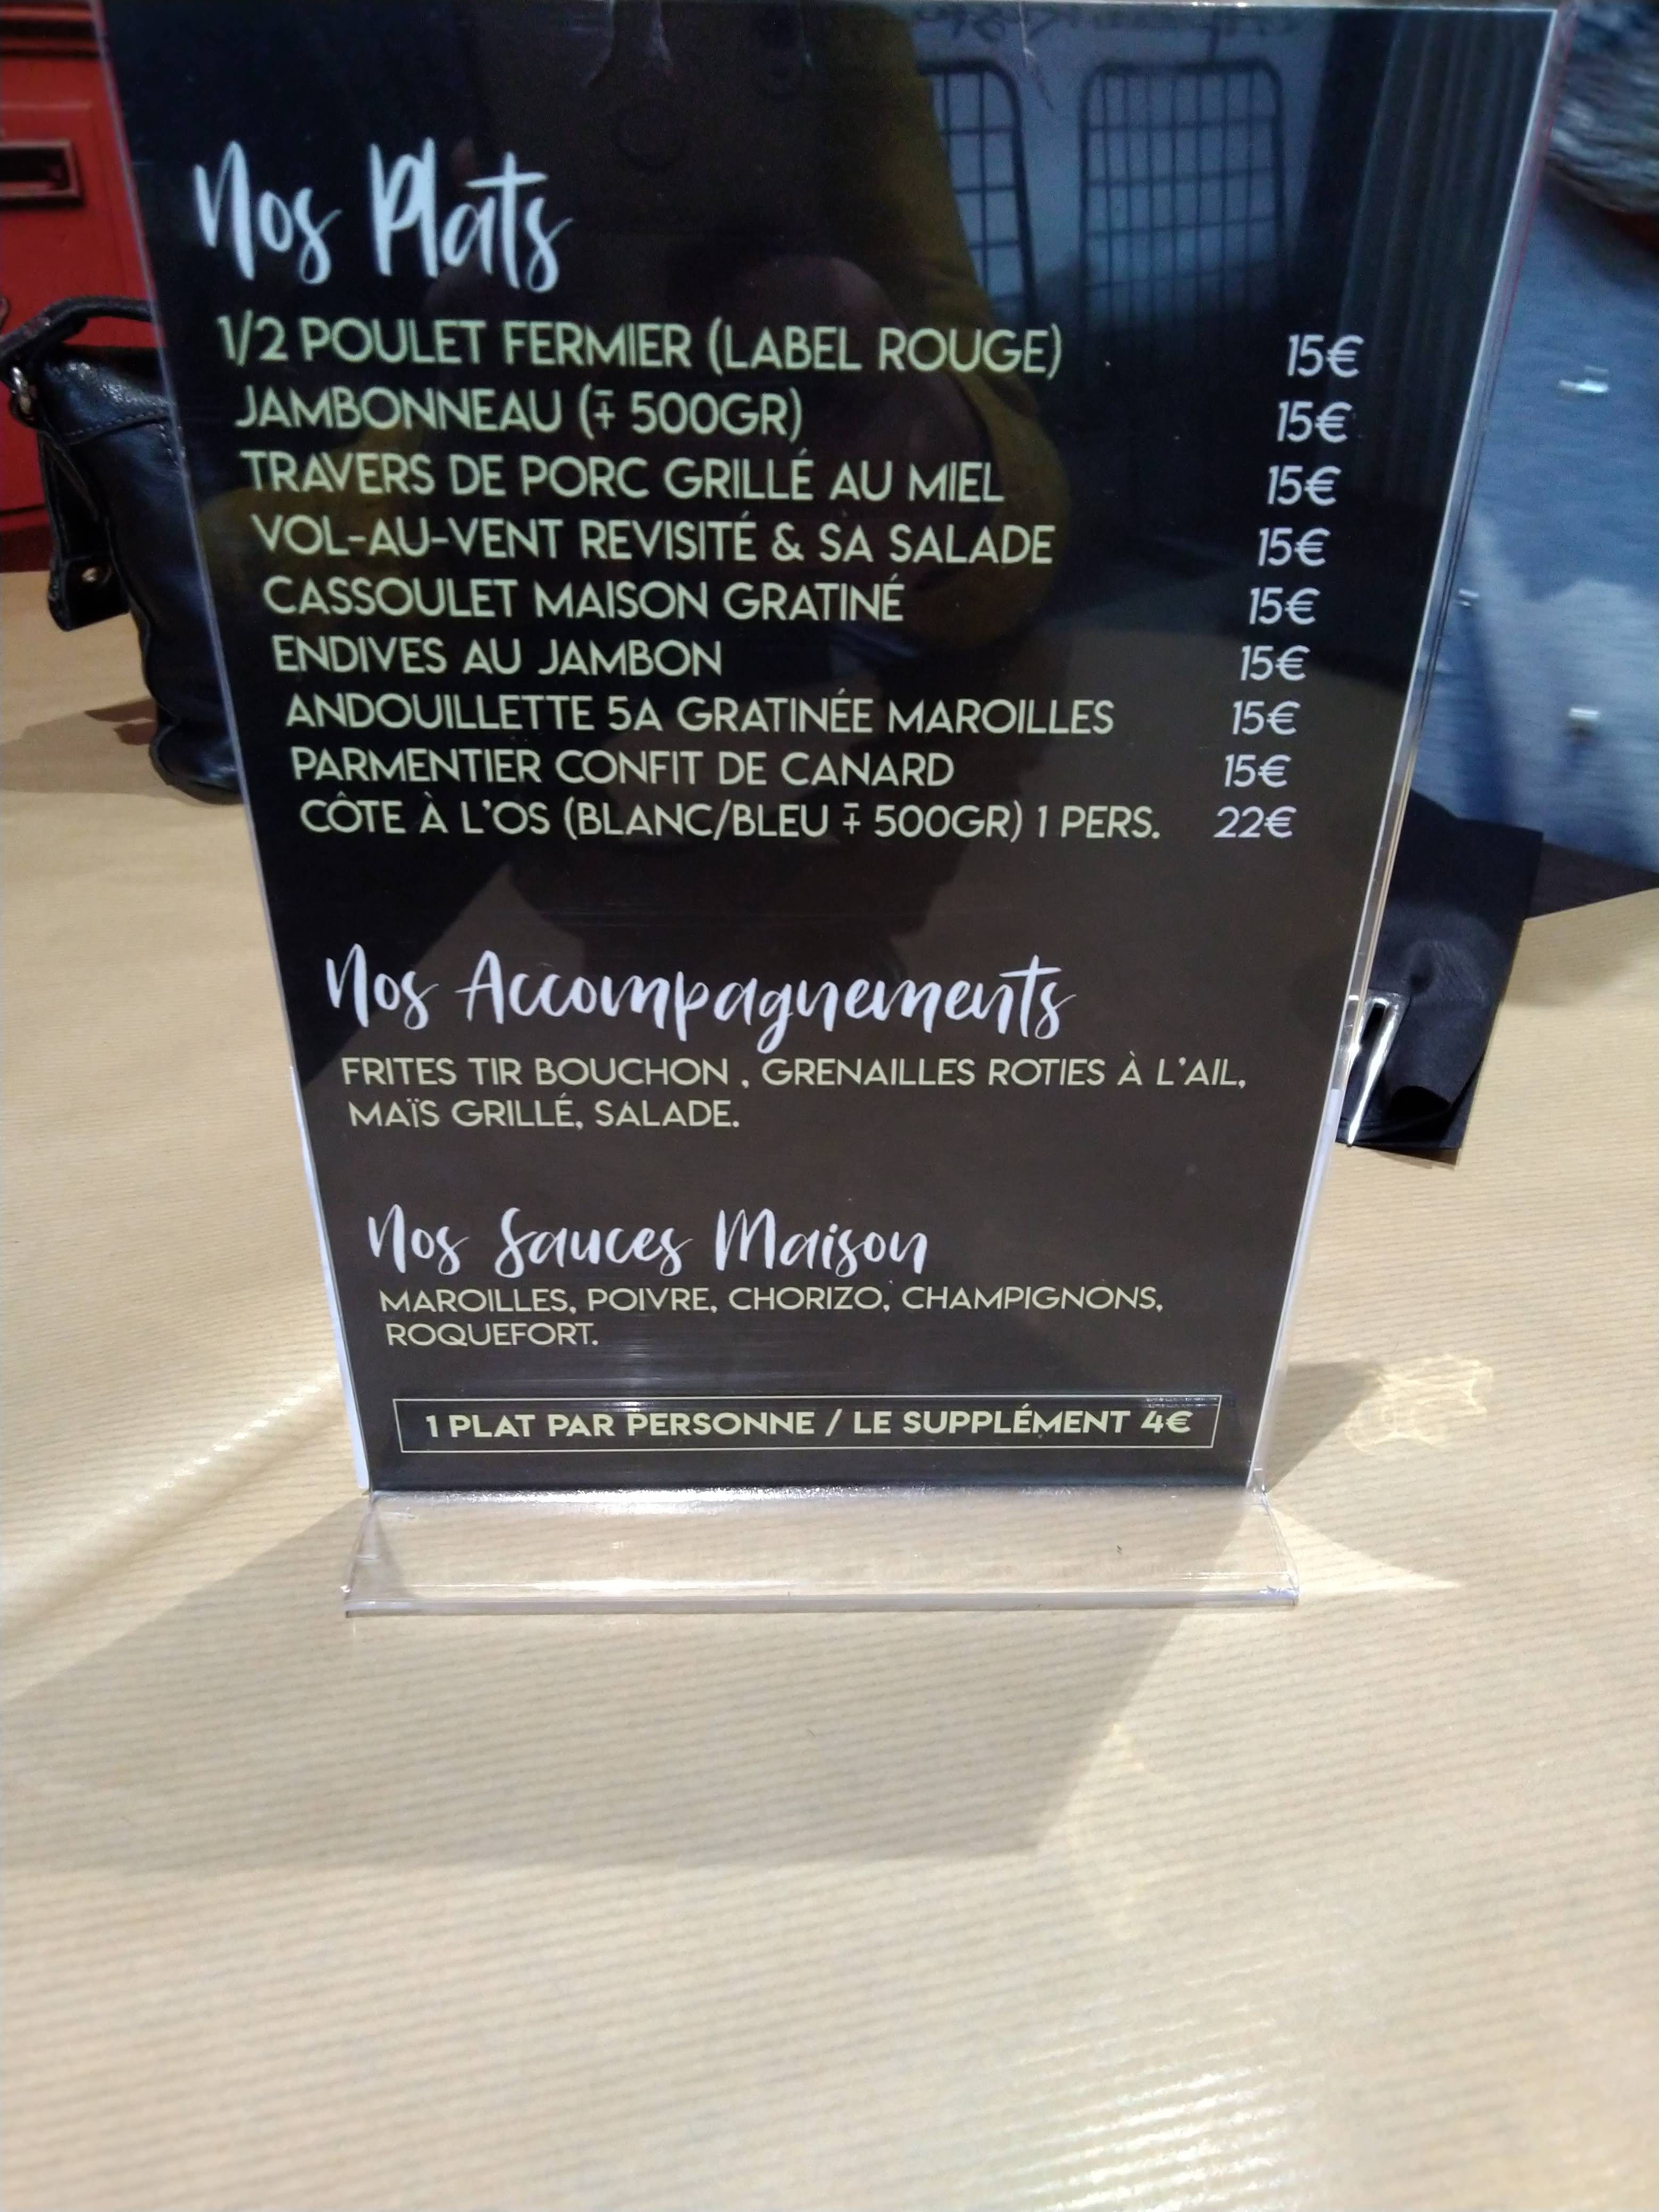 Nos Plats
1/2 POULET FERMIER (LABEL ROUGE) 15€
JAMBONNEAU (∓ 500GR) 15€
TRAVERS DE PORC GRILLÉ AU MIEL 15€
VOL-AU-VENT REVISITÉ & SA SALADE 15€
CASSOULET MAISON GRATINÉ 15€
ENDIVES AU JAMBON 15€
ANDOUILLETTE 5A GRATINÉE MAROILLES 15€
PARMENTIER CONFIT DE CANARD 15€
CÔTE À L'OS (BLANC/BLEU ∓ 500GR) 1 PERS. 22€
Nos Accompagnements
FRITES TIR BOUCHON , GRENAILLES ROTIES À L'AIL,
MAÏS GRILLÉ, SALADE.
Nos Sauces Maison
MAROILLES, POIVRE, CHORIZO, CHAMPIGNONS,
ROQUEFORT.
1 PLAT PAR PERSONNE / LE SUPPLÉMENT 4€